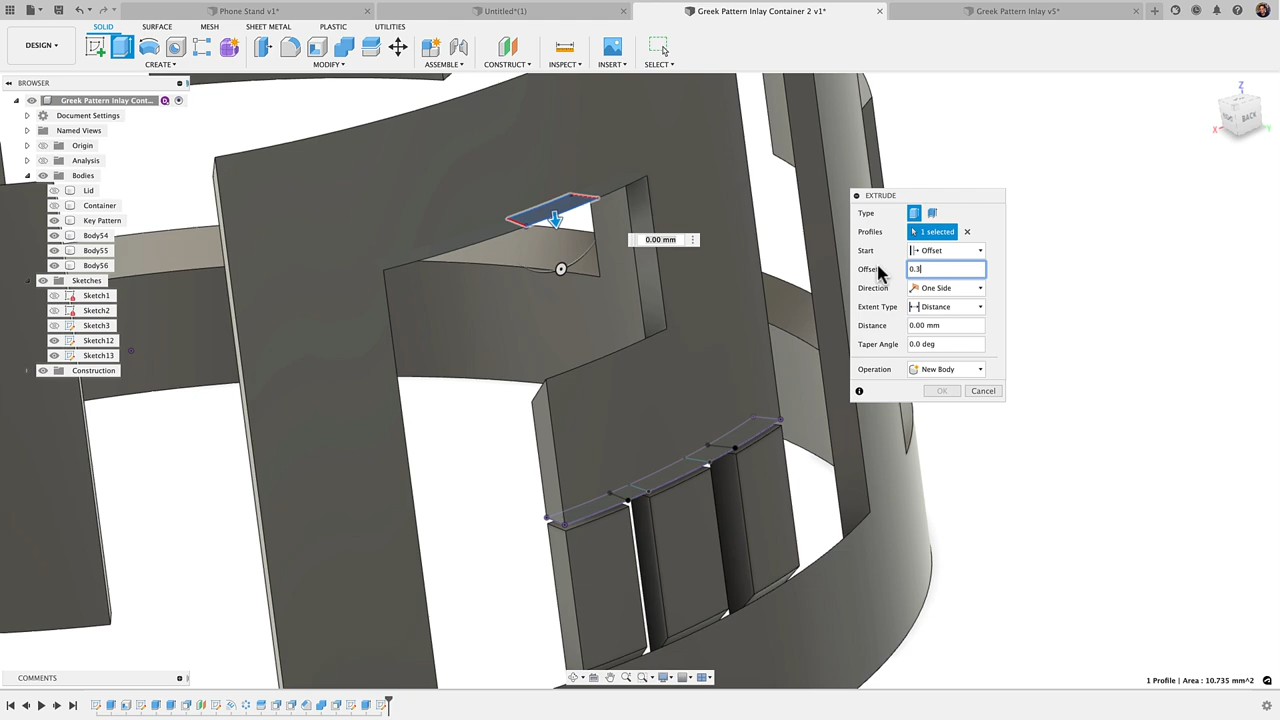 Phone Stand v1*
Untitled*(1)
Greek Pattern Inlay Container 2 v1*
Greek Pattern Inlay v5*
DESIGN
SOLID
SURFACE
MESH
SHEET METAL
PLASTIC
UTILITIES
CREATE
MODIFY
ASSEMBLE
CONSTRUCT
INSPECT
INSERT
SELECT
BROWSER
Greek Pattern Inlay Cont...
Document Settings
Named Views
Origin
Analysis
Bodies
Lid
Container
Key Pattern
Body54
Body55
Body56
Sketches
Sketch1
Sketch2
Sketch3
Sketch12
Sketch13
Construction
Z
BACK
X
0.00 mm
EXTRUDE
Type
Profiles 1 selected
Start Offset
Offset 0.3
Direction One Side
Extent Type Distance
Distance 0.00 mm
Taper Angle 0.0 deg
Operation New Body
OK Cancel
COMMENTS
1 Profile | Area : 10.735 mm^2